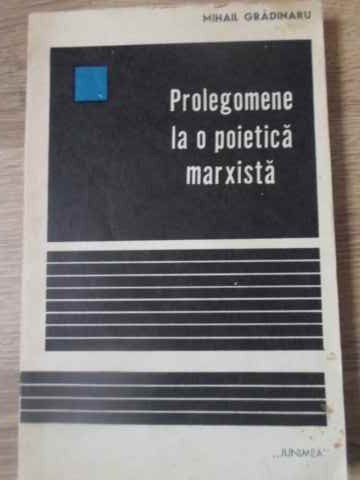 MIHAIL GRĂDINARU
Prolegomene
la o poietică
marxistă
„JUNIMEA"